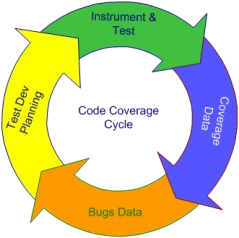 Instrument &
Test
Coverage
Data
Bugs Data
Test Dev
Planning
Code Coverage
Cycle